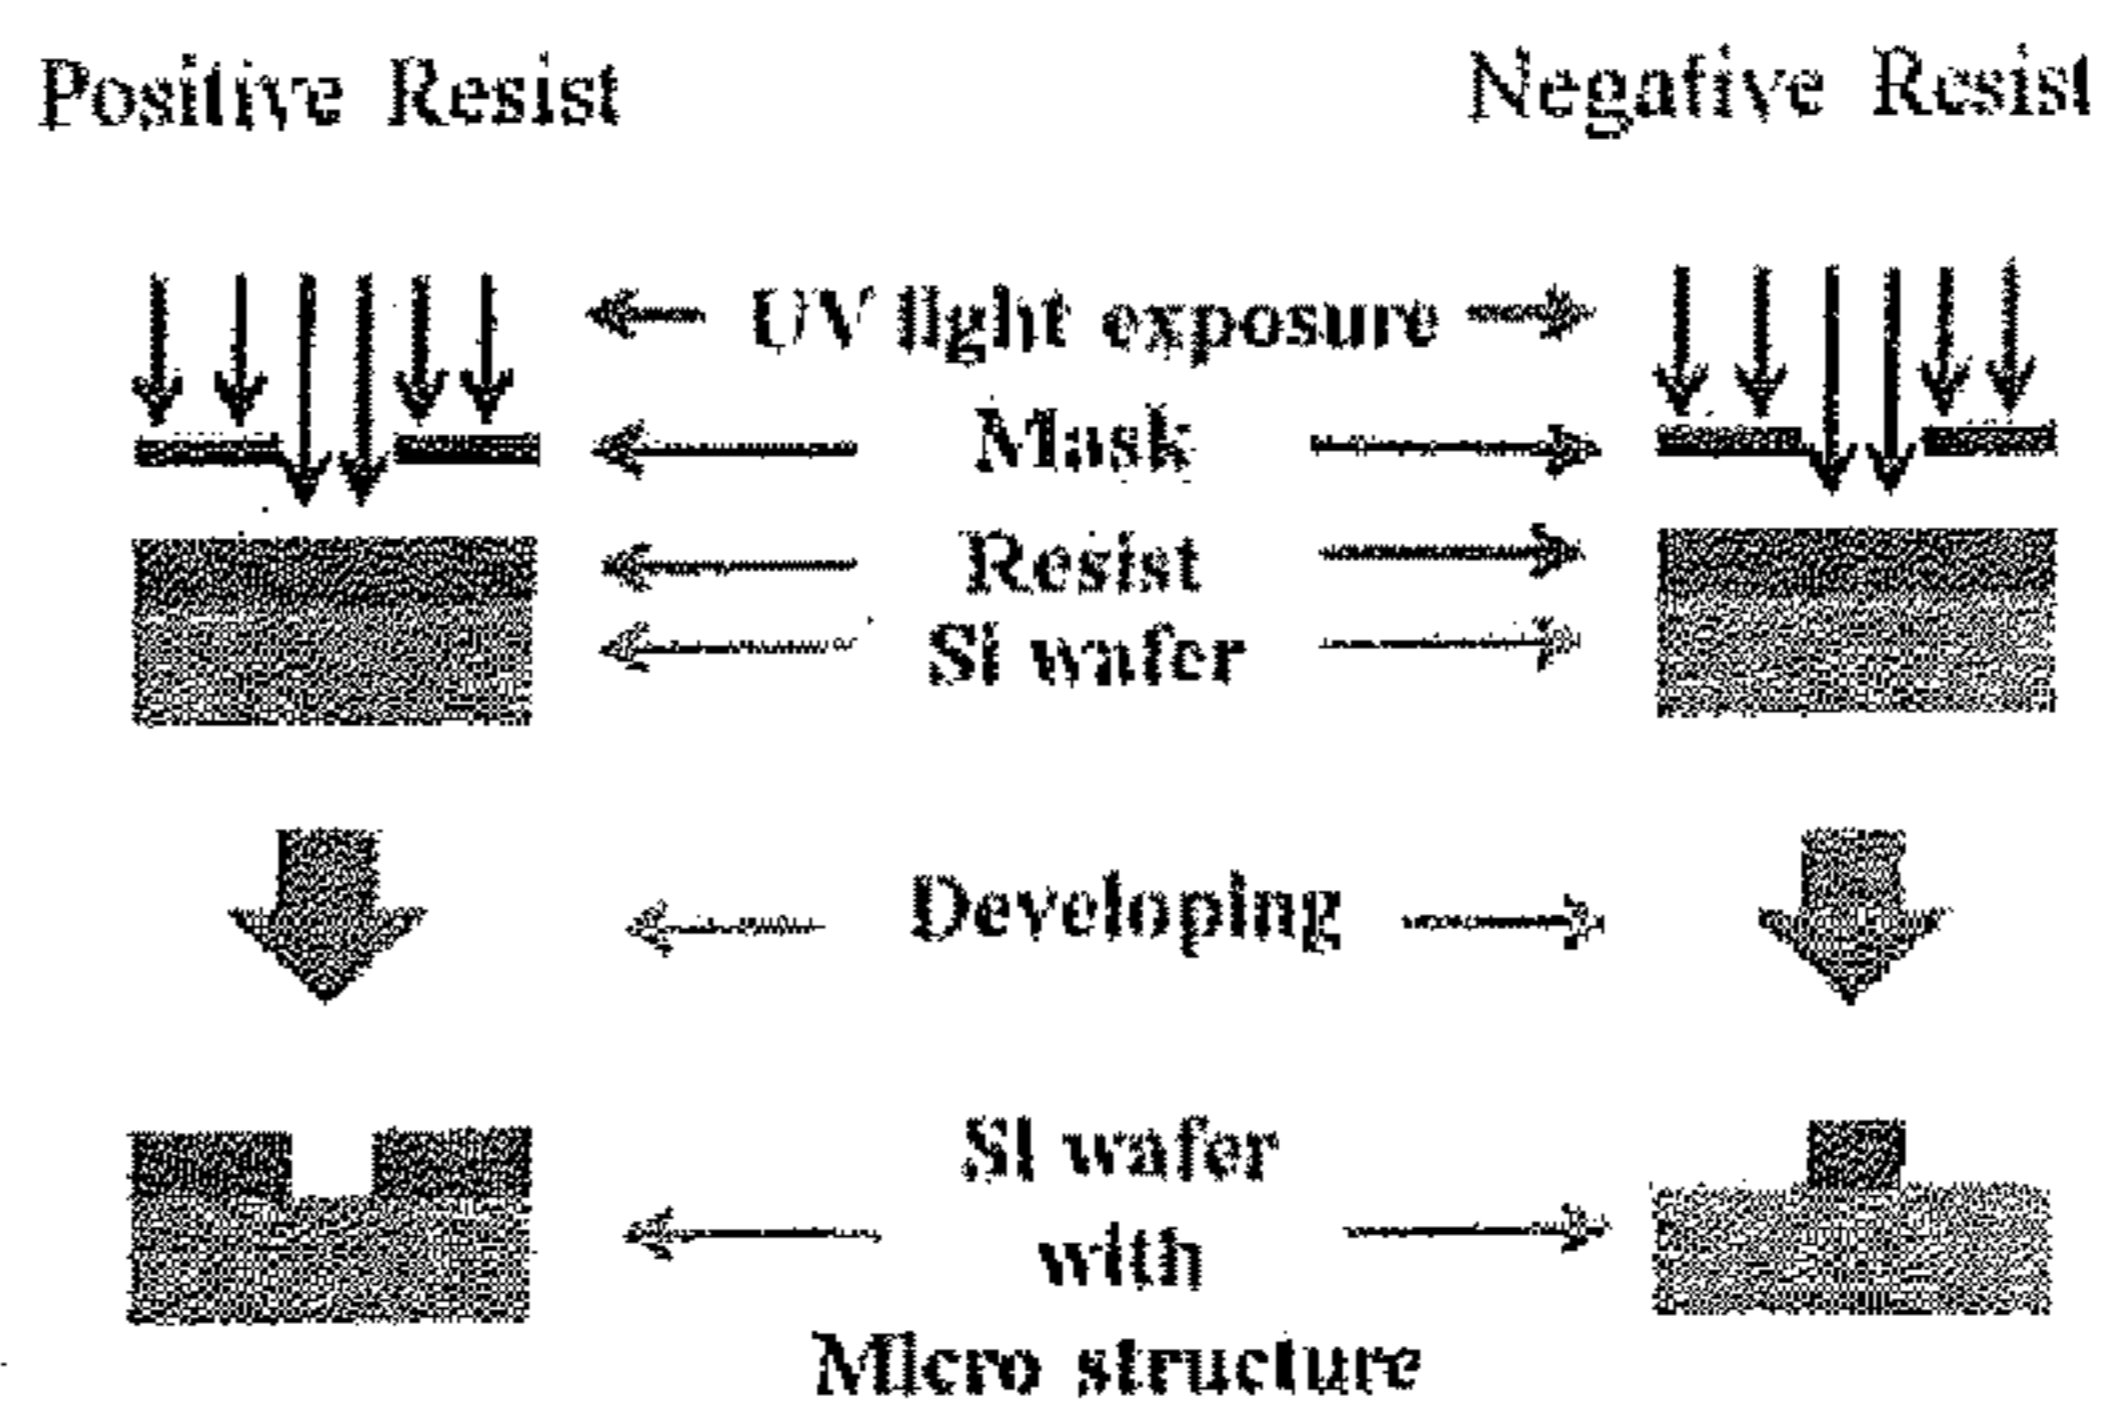 Positive Resist
Negative Resist
UV light exposure
Mask
Resist
Si wafer
Developing
SI wafer
with
Micro structure